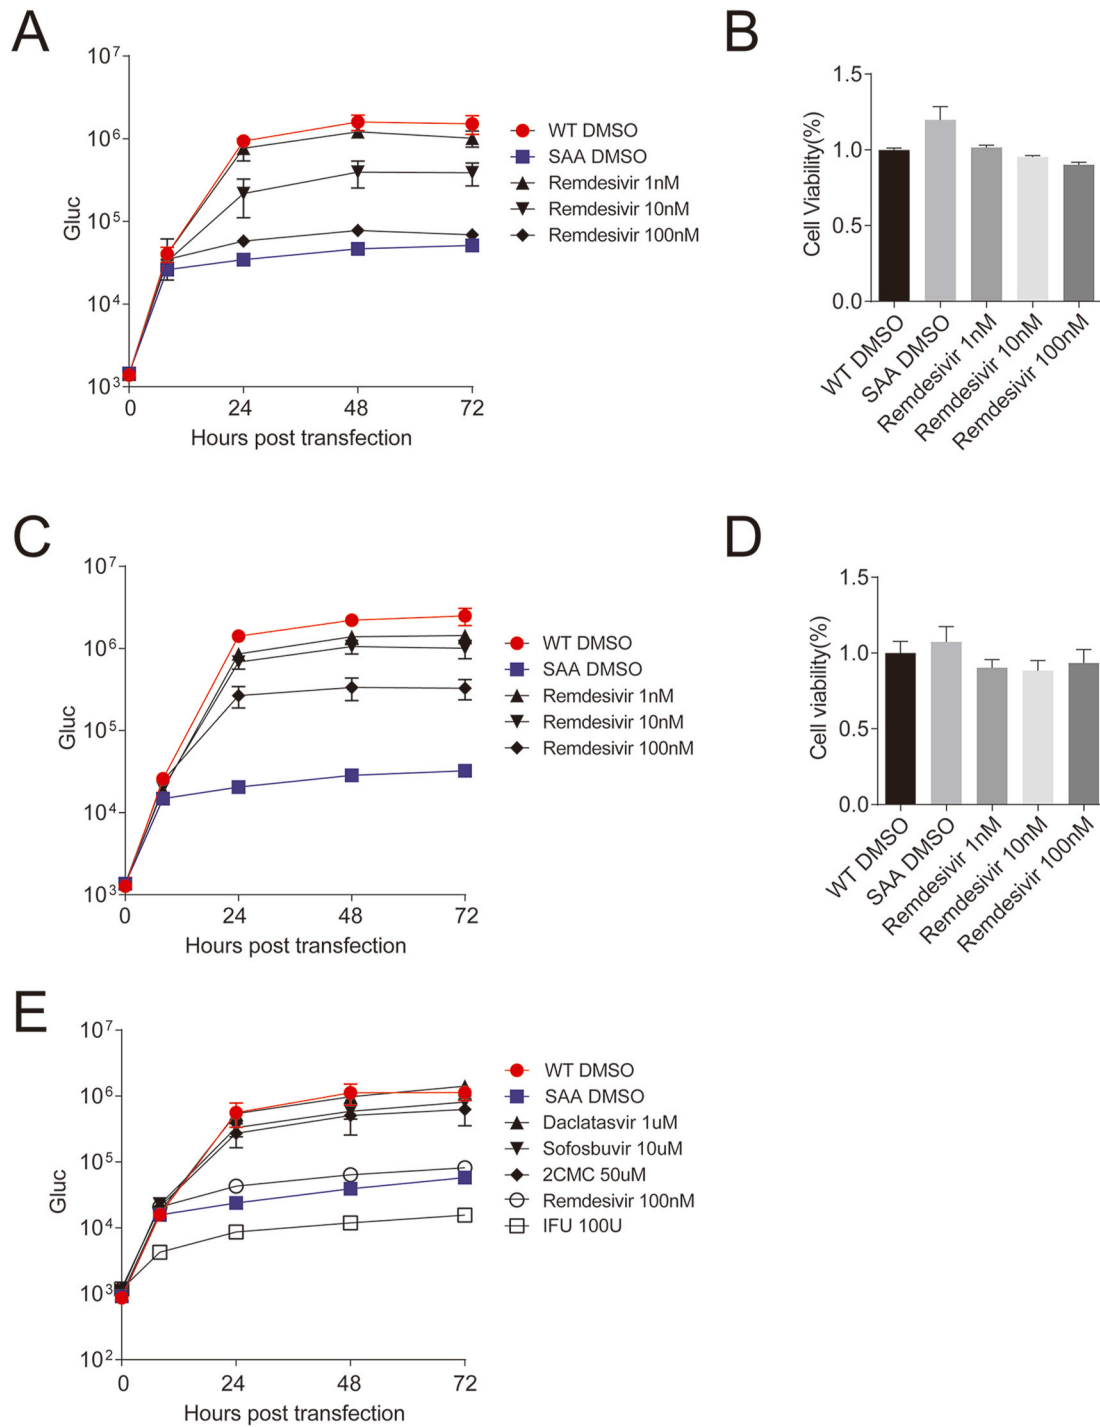 A
10⁷
10⁶
10⁵
10⁴
10³
Gluc
0
24
48
72
Hours post transfection
WT DMSO
SAA DMSO
Remdesivir 1nM
Remdesivir 10nM
Remdesivir 100nM
B
1.5
1.0
0.5
0.0
Cell Viability(%)
WT DMSO
SAA DMSO
Remdesivir 1nM
Remdesivir 10nM
Remdesivir 100nM
C
10⁷
10⁶
10⁵
10⁴
10³
Gluc
0
24
48
72
Hours post transfection
WT DMSO
SAA DMSO
Remdesivir 1nM
Remdesivir 10nM
Remdesivir 100nM
D
1.5
1.0
0.5
0.0
Cell viability(%)
WT DMSO
SAA DMSO
Remdesivir 1nM
Remdesivir 10nM
Remdesivir 100nM
E
10⁷
10⁶
10⁵
10⁴
10³
10²
Gluc
0
24
48
72
Hours post transfection
WT DMSO
SAA DMSO
Daclatasvir 1uM
Sofosbuvir 10uM
2CMC 50uM
Remdesivir 100nM
IFU 100U